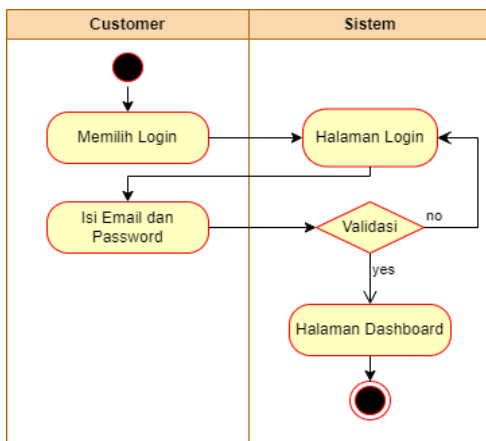 Customer
Sistem
Memilih Login
Halaman Login
Isi Email dan
Password
Validasi
no
yes
Halaman Dashboard